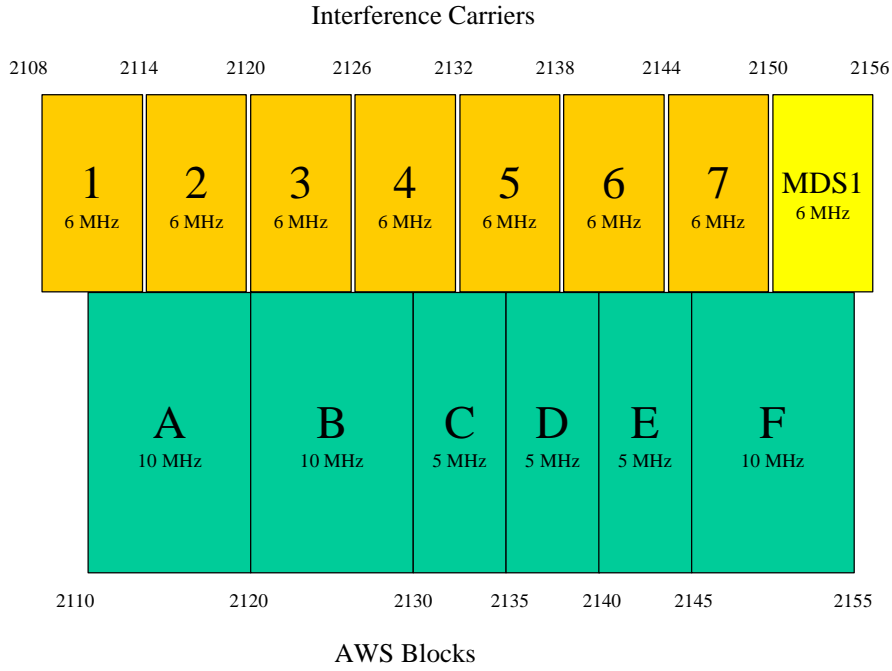 Interference Carriers
2108 2114 2120 2126 2132 2138 2144 2150 2156
1 2 3 4 5 6 7 MDS1
6 MHz 6 MHz 6 MHz 6 MHz 6 MHz 6 MHz 6 MHz 6 MHz
A B C D E F
10 MHz 10 MHz 5 MHz 5 MHz 5 MHz 10 MHz
2110 2120 2130 2135 2140 2145 2155
AWS Blocks